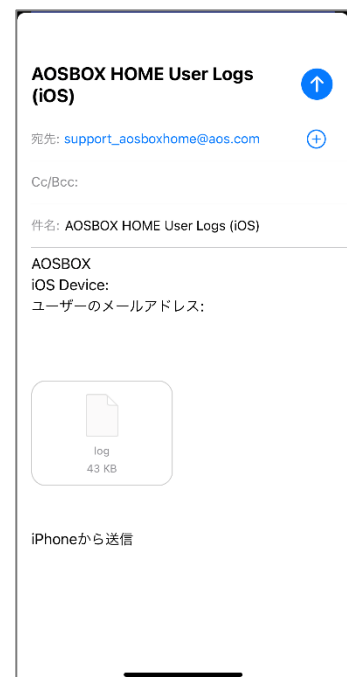 AOSBOX HOME User Logs
(iOS)
宛先: support_aosboxhome@aos.com
Cc/Bcc:
件名: AOSBOX HOME User Logs (iOS)
AOSBOX
iOS Device:
ユーザーのメールアドレス:
log
43 KB
iPhoneから送信